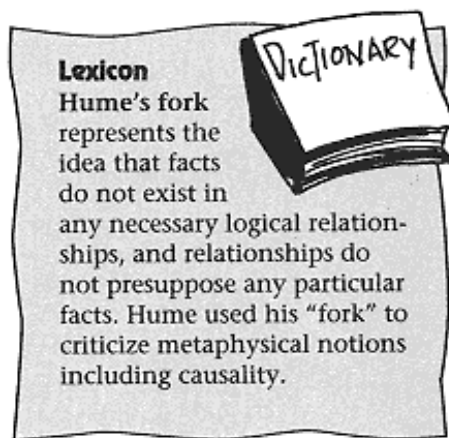 DICTIONARY
Lexicon
Hume's fork
represents the
idea that facts
do not exist in
any necessary logical relation-
ships, and relationships do
not presuppose any particular
facts. Hume used his “fork” to
criticize metaphysical notions
including causality.